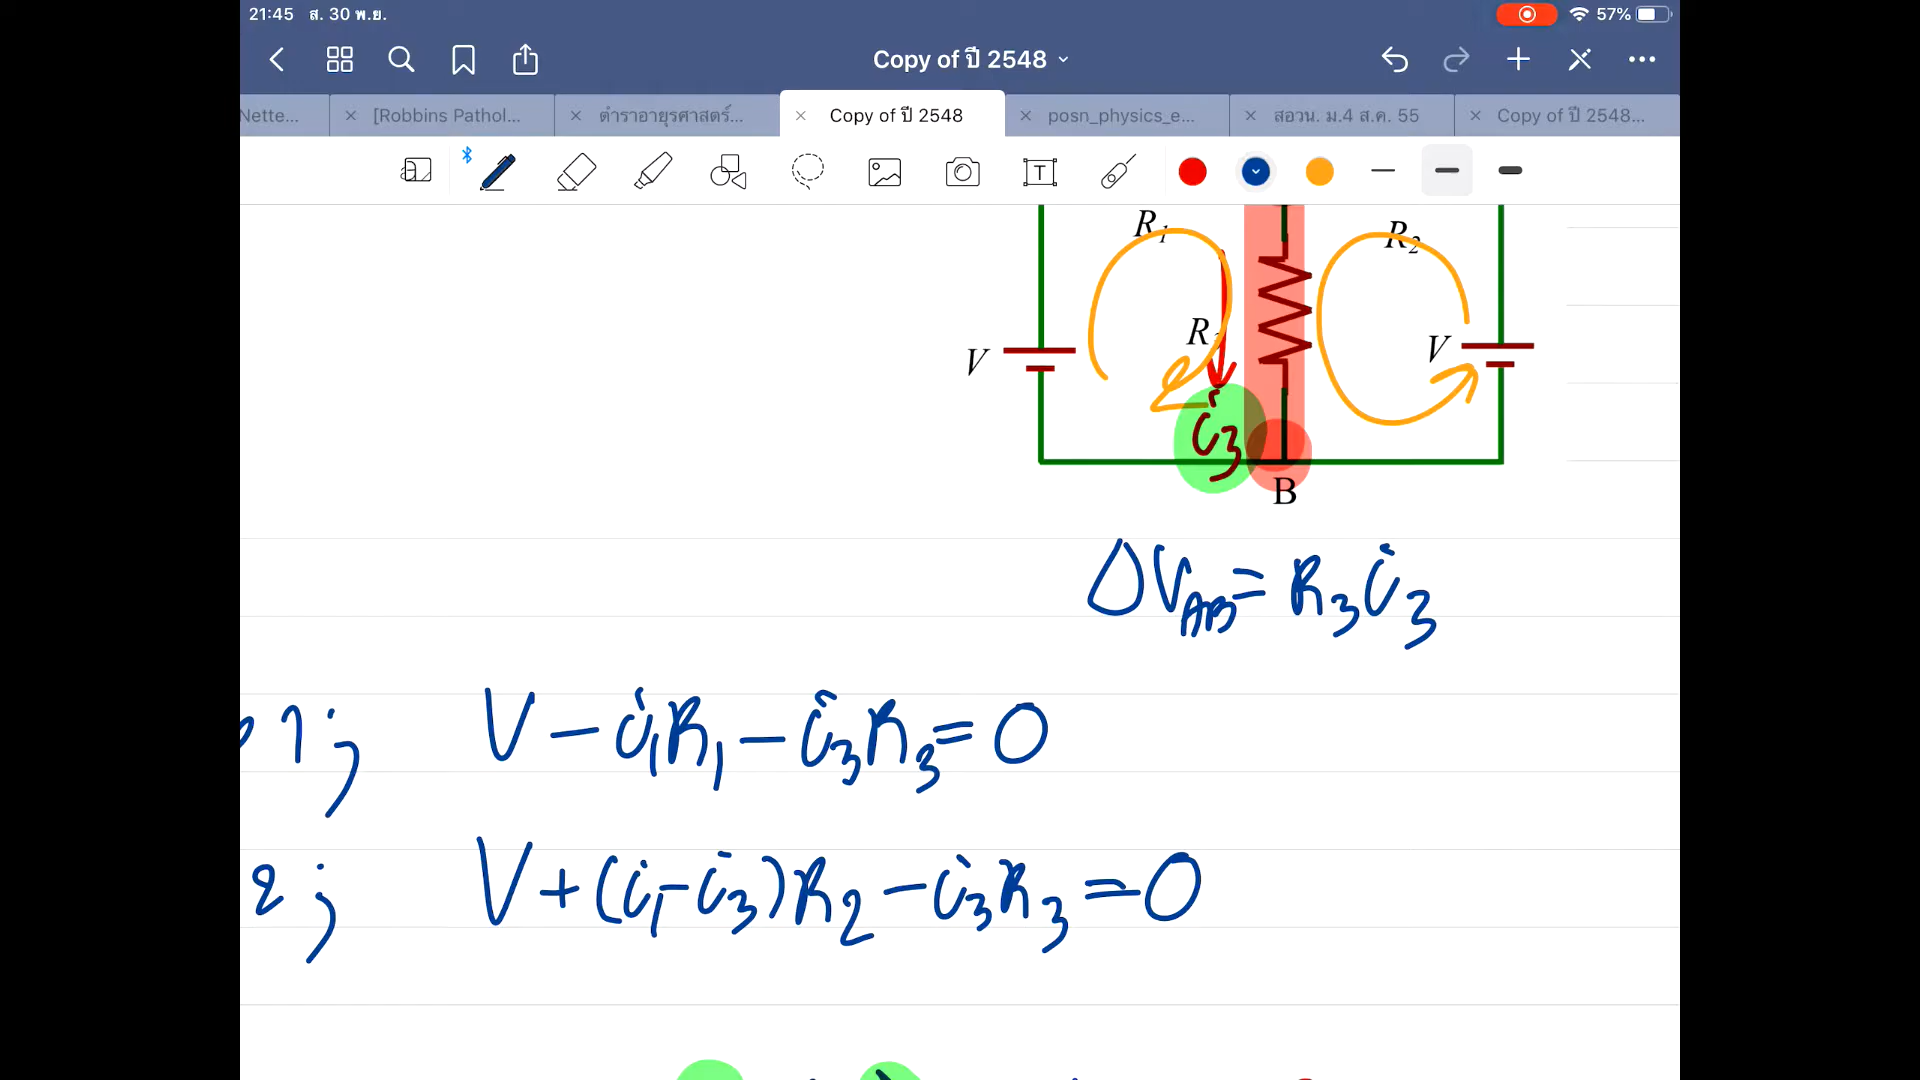 21:45 ส. 30 พ.ย. 57%
Copy of ปี 2548
Nette... [Robbins Pathol... ตำราอายุรศาสตร์... Copy of ปี 2548 posn_physics_e... สอวน. ม.4 ส.ค. 55 Copy of ปี 2548...
T
R₁ R₂
R
V V
i₃
B
ΔV_AB = R₃i₃
1; V - i₁R₁ - i₃R₃ = 0
2; V + (i₁ - i₃)R₂ - i₃R₃ = 0